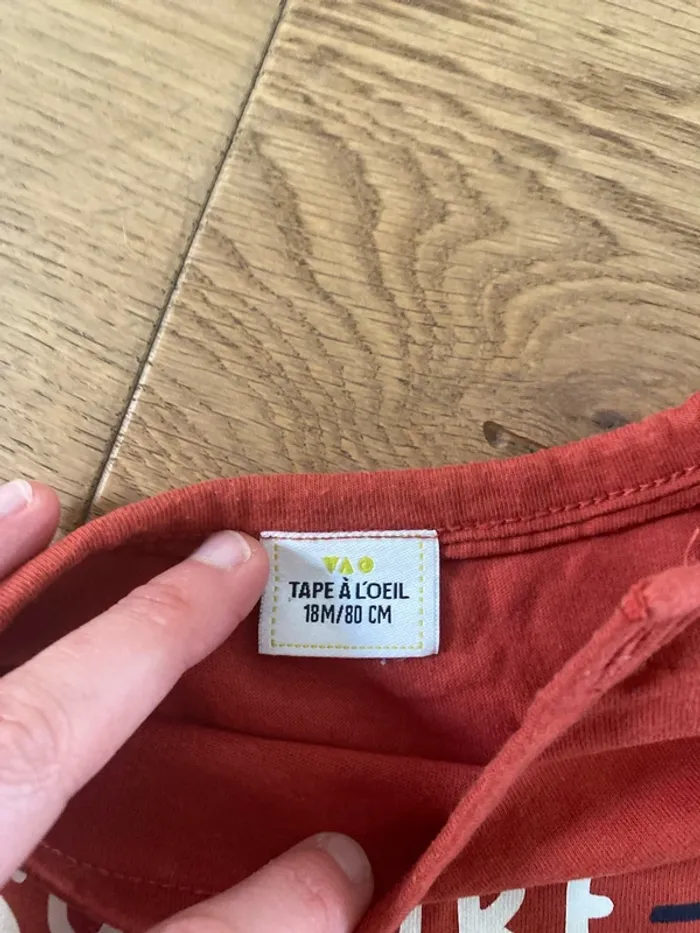 TAPE À L'OEIL
18M/80 CM